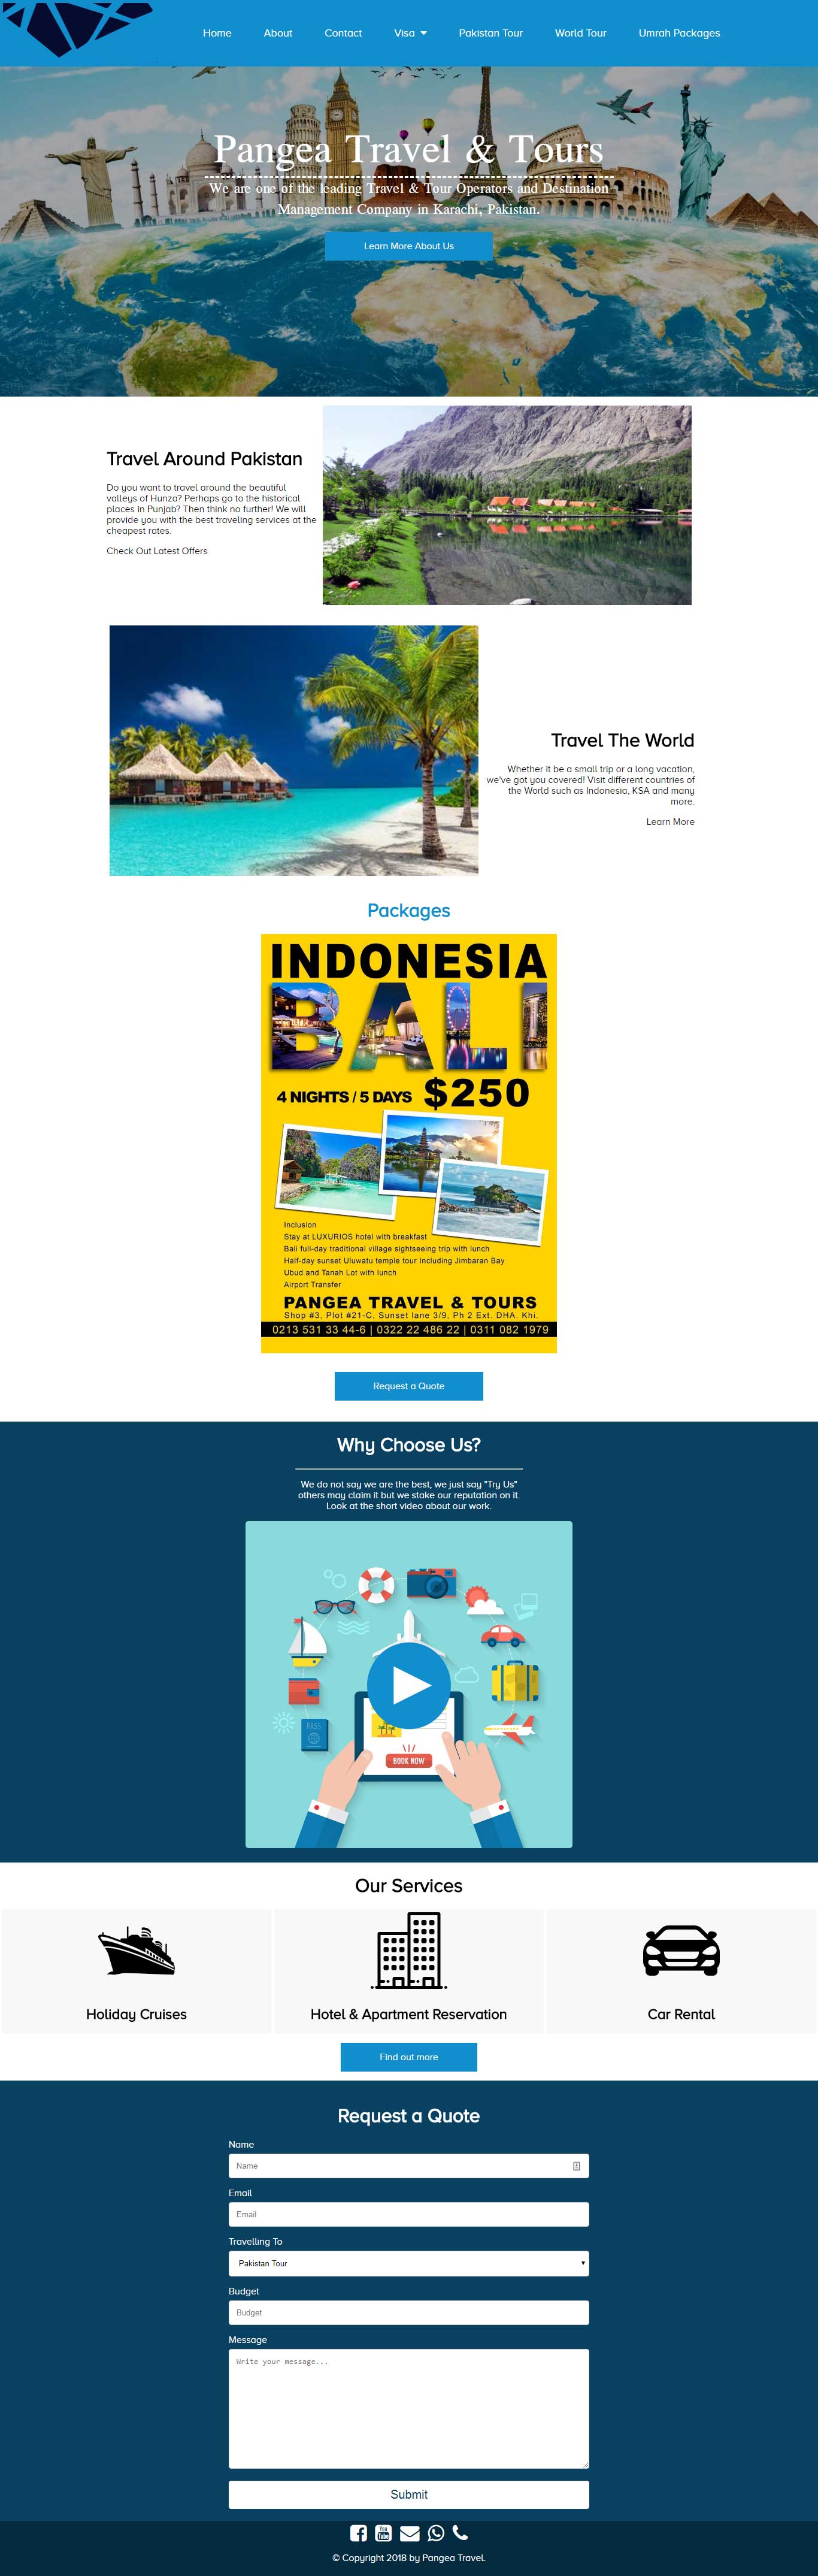 Home
About
Contact
Visa
Pakistan Tour
World Tour
Umrah Packages
Pangea Travel & Tours
We are one of the leading Travel & Tour Operators and Destination
Management Company in Karachi, Pakistan.
Learn More About Us
Travel Around Pakistan
Do you want to travel around the beautiful
valleys of Hunza? Perhaps go to the historical
places in Punjab? Then think no further! We will
provide you with the best traveling services at the
cheapest rates.
Check Out Latest Offers
Travel The World
Whether it be a small trip or a long vacation,
we've got you covered! Visit different countries of
the World such as Indonesia, KSA and many
more.
Learn More
Packages
INDONESIA
BALI
4 NIGHTS / 5 DAYS $250
Inclusion
Stay at LUXURIOS hotel with breakfast
Bali full-day traditional village sightseeing trip with lunch
Half-day sunset Uluwatu temple tour Including Jimbaran Bay
Ubud and Tanah Lot with lunch
Airport Transfer
PANGEA TRAVEL & TOURS
Shop #3, Plot #21-C, Sunset lane 3/9, Ph 2 Ext. DHA. Khi.
0213 531 33 44-6 | 0322 22 486 22 | 0311 082 1979
Request a Quote
Why Choose Us?
We do not say we are the best, we just say "Try Us"
others may claim it but we stake our reputation on it.
Look at the short video about our work.
PASS
BOOK NOW
Our Services
Holiday Cruises
Hotel & Apartment Reservation
Car Rental
Find out more
Request a Quote
Name
Name
Email
Email
Travelling To
Pakistan Tour
Budget
Budget
Message
Write your message...
Submit
You
Tube
© Copyright 2018 by Pangea Travel.